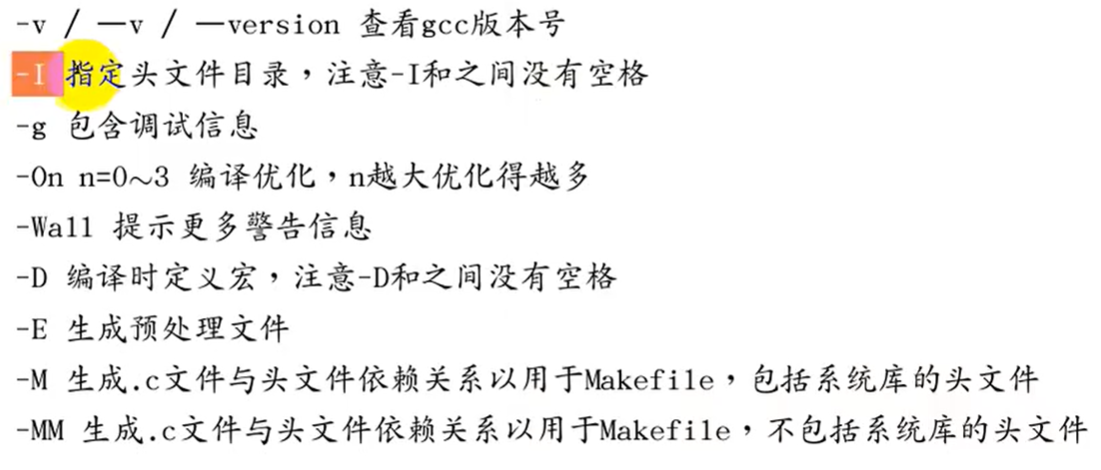 -v / —v / —version 查看gcc版本号
-I 指定头文件目录，注意-I和之间没有空格
-g 包含调试信息
-On n=0～3 编译优化，n越大优化得越多
-Wall 提示更多警告信息
-D 编译时定义宏，注意-D和之间没有空格
-E 生成预处理文件
-M 生成.c文件与头文件依赖关系以用于Makefile，包括系统库的头文件
-MM 生成.c文件与头文件依赖关系以用于Makefile，不包括系统库的头文件